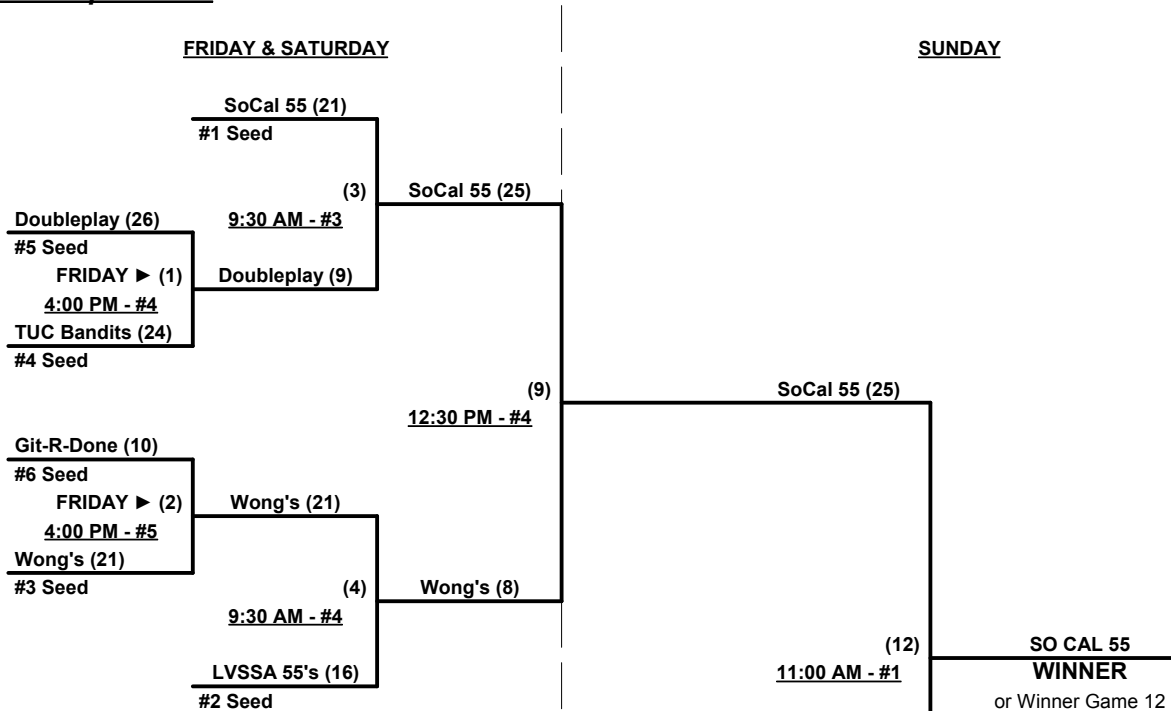 FRIDAY & SATURDAY
SUNDAY
SoCal 55 (21)
#1 Seed
(3)
SoCal 55 (25)
9:30 AM - #3
Doubleplay (26)
#5 Seed
FRIDAY ► (1)
Doubleplay (9)
4:00 PM - #4
TUC Bandits (24)
#4 Seed
(9)
SoCal 55 (25)
12:30 PM - #4
Git-R-Done (10)
#6 Seed
FRIDAY ► (2)
Wong's (21)
4:00 PM - #5
Wong's (21)
#3 Seed
(4)
Wong's (8)
9:30 AM - #4
LVSSA 55's (16)
#2 Seed
(12)
SO CAL 55
11:00 AM - #1
WINNER
or Winner Game 12